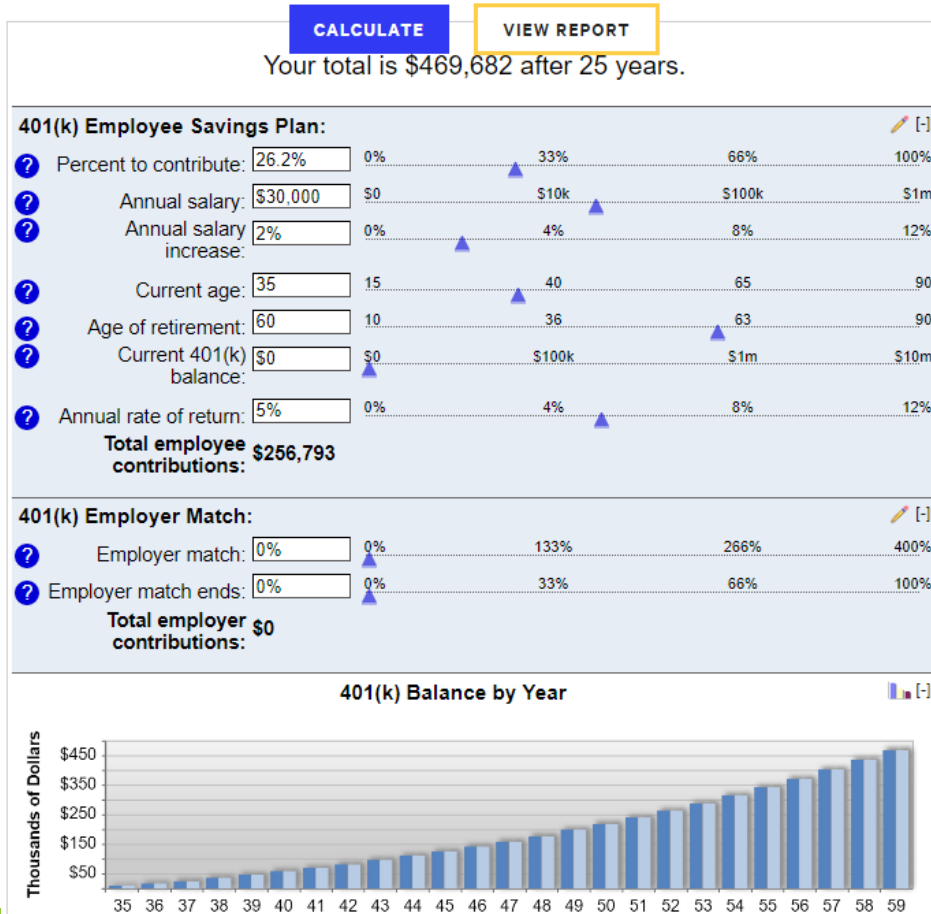 CALCULATE VIEW REPORT
Your total is $469,682 after 25 years.
401(k) Employee Savings Plan: [-]
? Percent to contribute: 26.2% 0% 33% 66% 100%
? Annual salary: $30,000 $0 $10k $100k $1m
? Annual salary 2% 0% 4% 8% 12%
increase:
? Current age: 35 15 40 65 90
? Age of retirement: 60 10 36 63 90
? Current 401(k) $0 $0 $100k $1m $10m
balance:
? Annual rate of return: 5% 0% 4% 8% 12%
Total employee $256,793
contributions:
401(k) Employer Match: [-]
? Employer match: 0% 0% 133% 266% 400%
? Employer match ends: 0% 0% 33% 66% 100%
Total employer $0
contributions:
401(k) Balance by Year [-]
Thousands of Dollars
$450
$350
$250
$150
$50
35 36 37 38 39 40 41 42 43 44 45 46 47 48 49 50 51 52 53 54 55 56 57 58 59